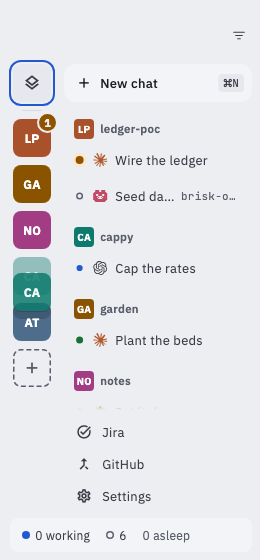 + New chat ⌘N
1
LP
GA
NO
CA
CA
AT
+
LP ledger-poc
Wire the ledger
Seed da… brisk-o…
CA cappy
Cap the rates
GA garden
Plant the beds
NO notes
Jira
GitHub
Settings
0 working 6 0 asleep